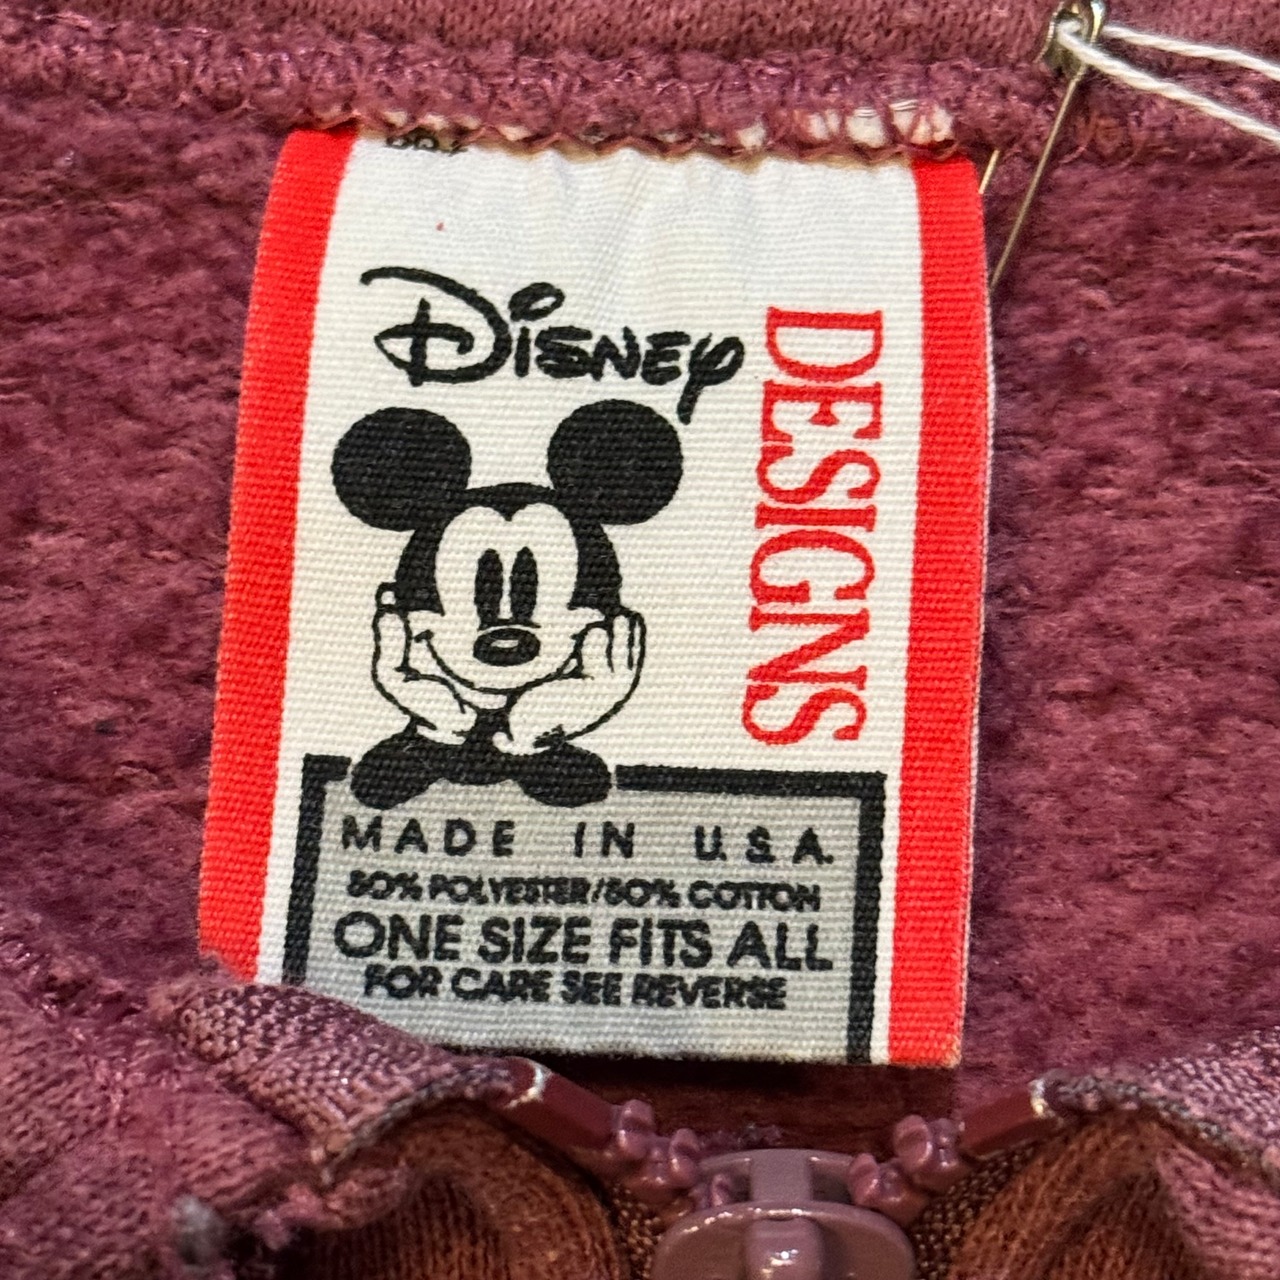 Disney
DESIGNS
MADE IN U.S.A.
50% POLYESTER/50% COTTON
ONE SIZE FITS ALL
FOR CARE SEE REVERSE